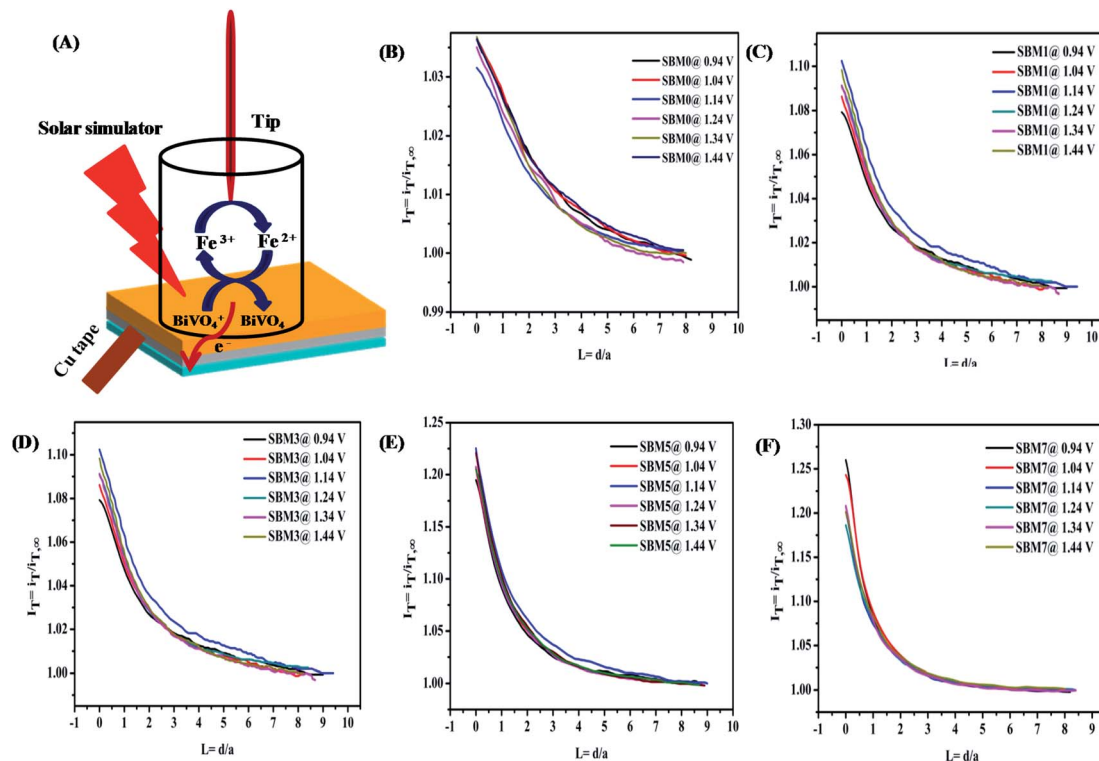 (A)
Solar simulator
Tip
Fe 3+
Fe 2+
BiVO4+
BiVO4
e-
Cu tape
(B)
SBM0@ 0.94 V
SBM0@ 1.04 V
SBM0@ 1.14 V
SBM0@ 1.24 V
SBM0@ 1.34 V
SBM0@ 1.44 V
IT= iT/iT,∞
1.03
1.02
1.01
1.00
0.99
-1 0 1 2 3 4 5 6 7 8 9 10
L= d/a
(C)
SBM1@ 0.94 V
SBM1@ 1.04 V
SBM1@ 1.14 V
SBM1@ 1.24 V
SBM1@ 1.34 V
SBM1@ 1.44 V
IT= iT/iT,∞
1.10
1.08
1.06
1.04
1.02
1.00
-1 0 1 2 3 4 5 6 7 8 9 10
L= d/a
(D)
SBM3@ 0.94 V
SBM3@ 1.04 V
SBM3@ 1.14 V
SBM3@ 1.24 V
SBM3@ 1.34 V
SBM3@ 1.44 V
IT= iT/iT,∞
1.10
1.08
1.06
1.04
1.02
1.00
-1 0 1 2 3 4 5 6 7 8 9 10
L= d/a
(E)
SBM5@ 0.94 V
SBM5@ 1.04 V
SBM5@ 1.14 V
SBM5@ 1.24 V
SBM5@ 1.34 V
SBM5@ 1.44 V
IT= iT/iT,∞
1.25
1.20
1.15
1.10
1.05
1.00
-1 0 1 2 3 4 5 6 7 8 9 10
L= d/a
(F)
SBM7@ 0.94 V
SBM7@ 1.04 V
SBM7@ 1.14 V
SBM7@ 1.24 V
SBM7@ 1.34 V
SBM7@ 1.44 V
IT= iT/iT,∞
1.30
1.25
1.20
1.15
1.10
1.05
1.00
-1 0 1 2 3 4 5 6 7 8 9 10
L= d/a